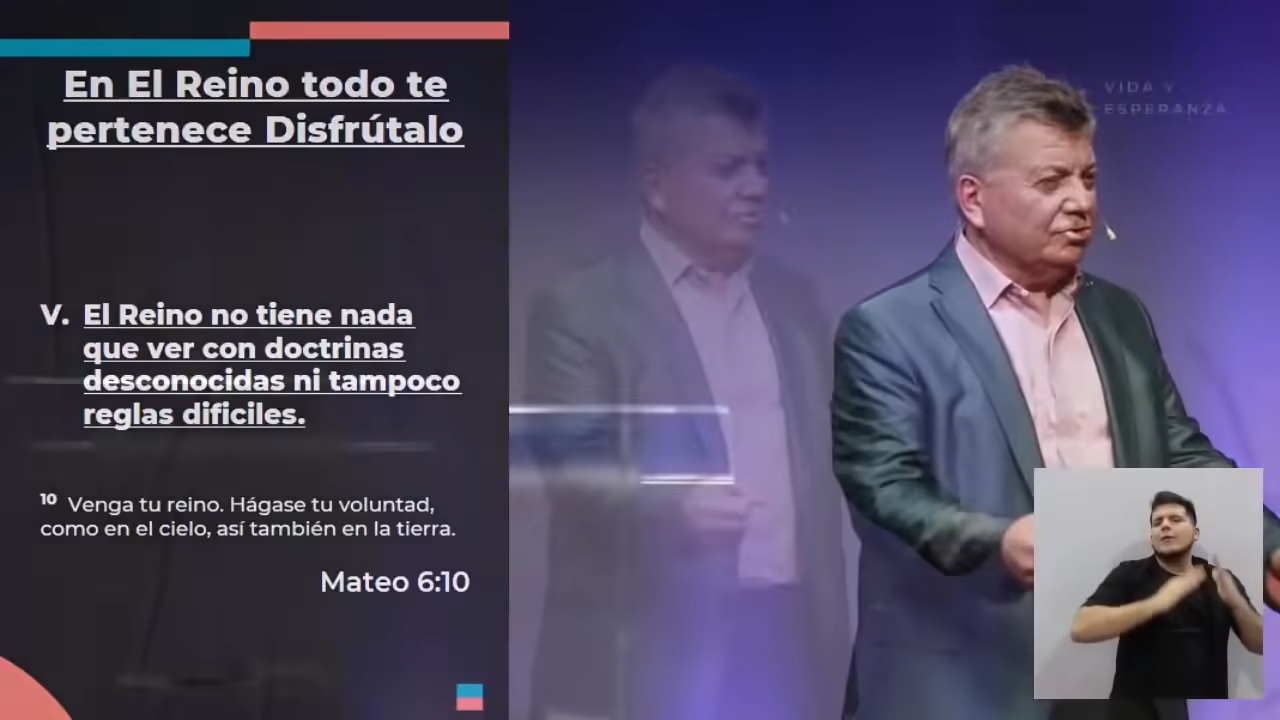 En El Reino todo te
pertenece Disfrútalo
V. El Reino no tiene nada
que ver con doctrinas
desconocidas ni tampoco
reglas dificiles.
10 Venga tu reino. Hágase tu voluntad,
como en el cielo, así también en la tierra.
Mateo 6:10
VIDA Y
ESPERANZA